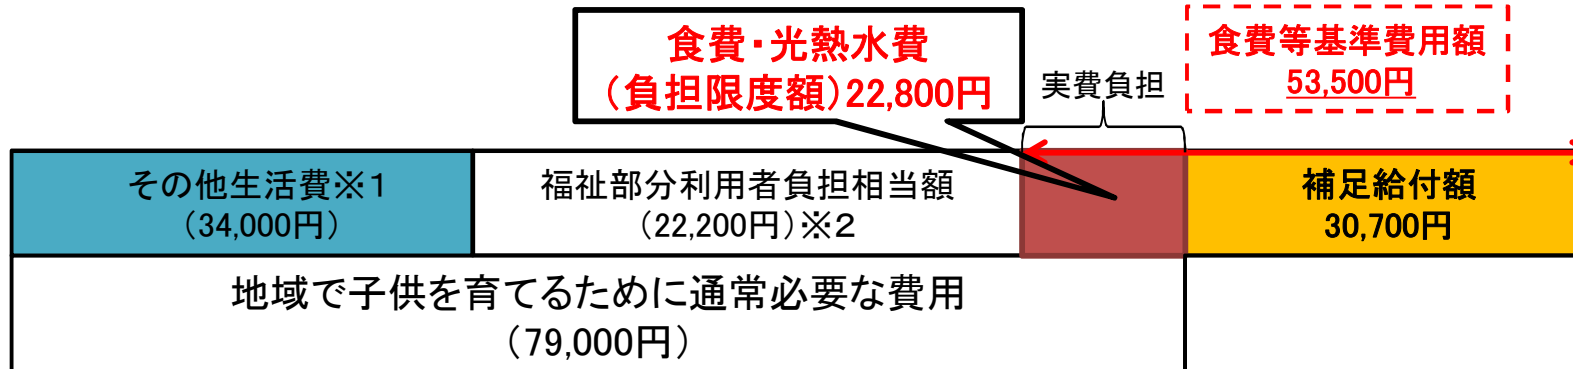 食費・光熱水費
（負担限度額）22,800円
実費負担
食費等基準費用額
53,500円
その他生活費※１
（34,000円）
福祉部分利用者負担相当額
（22,200円）※２
補足給付額
30,700円
地域で子供を育てるために通常必要な費用
（79,000円）